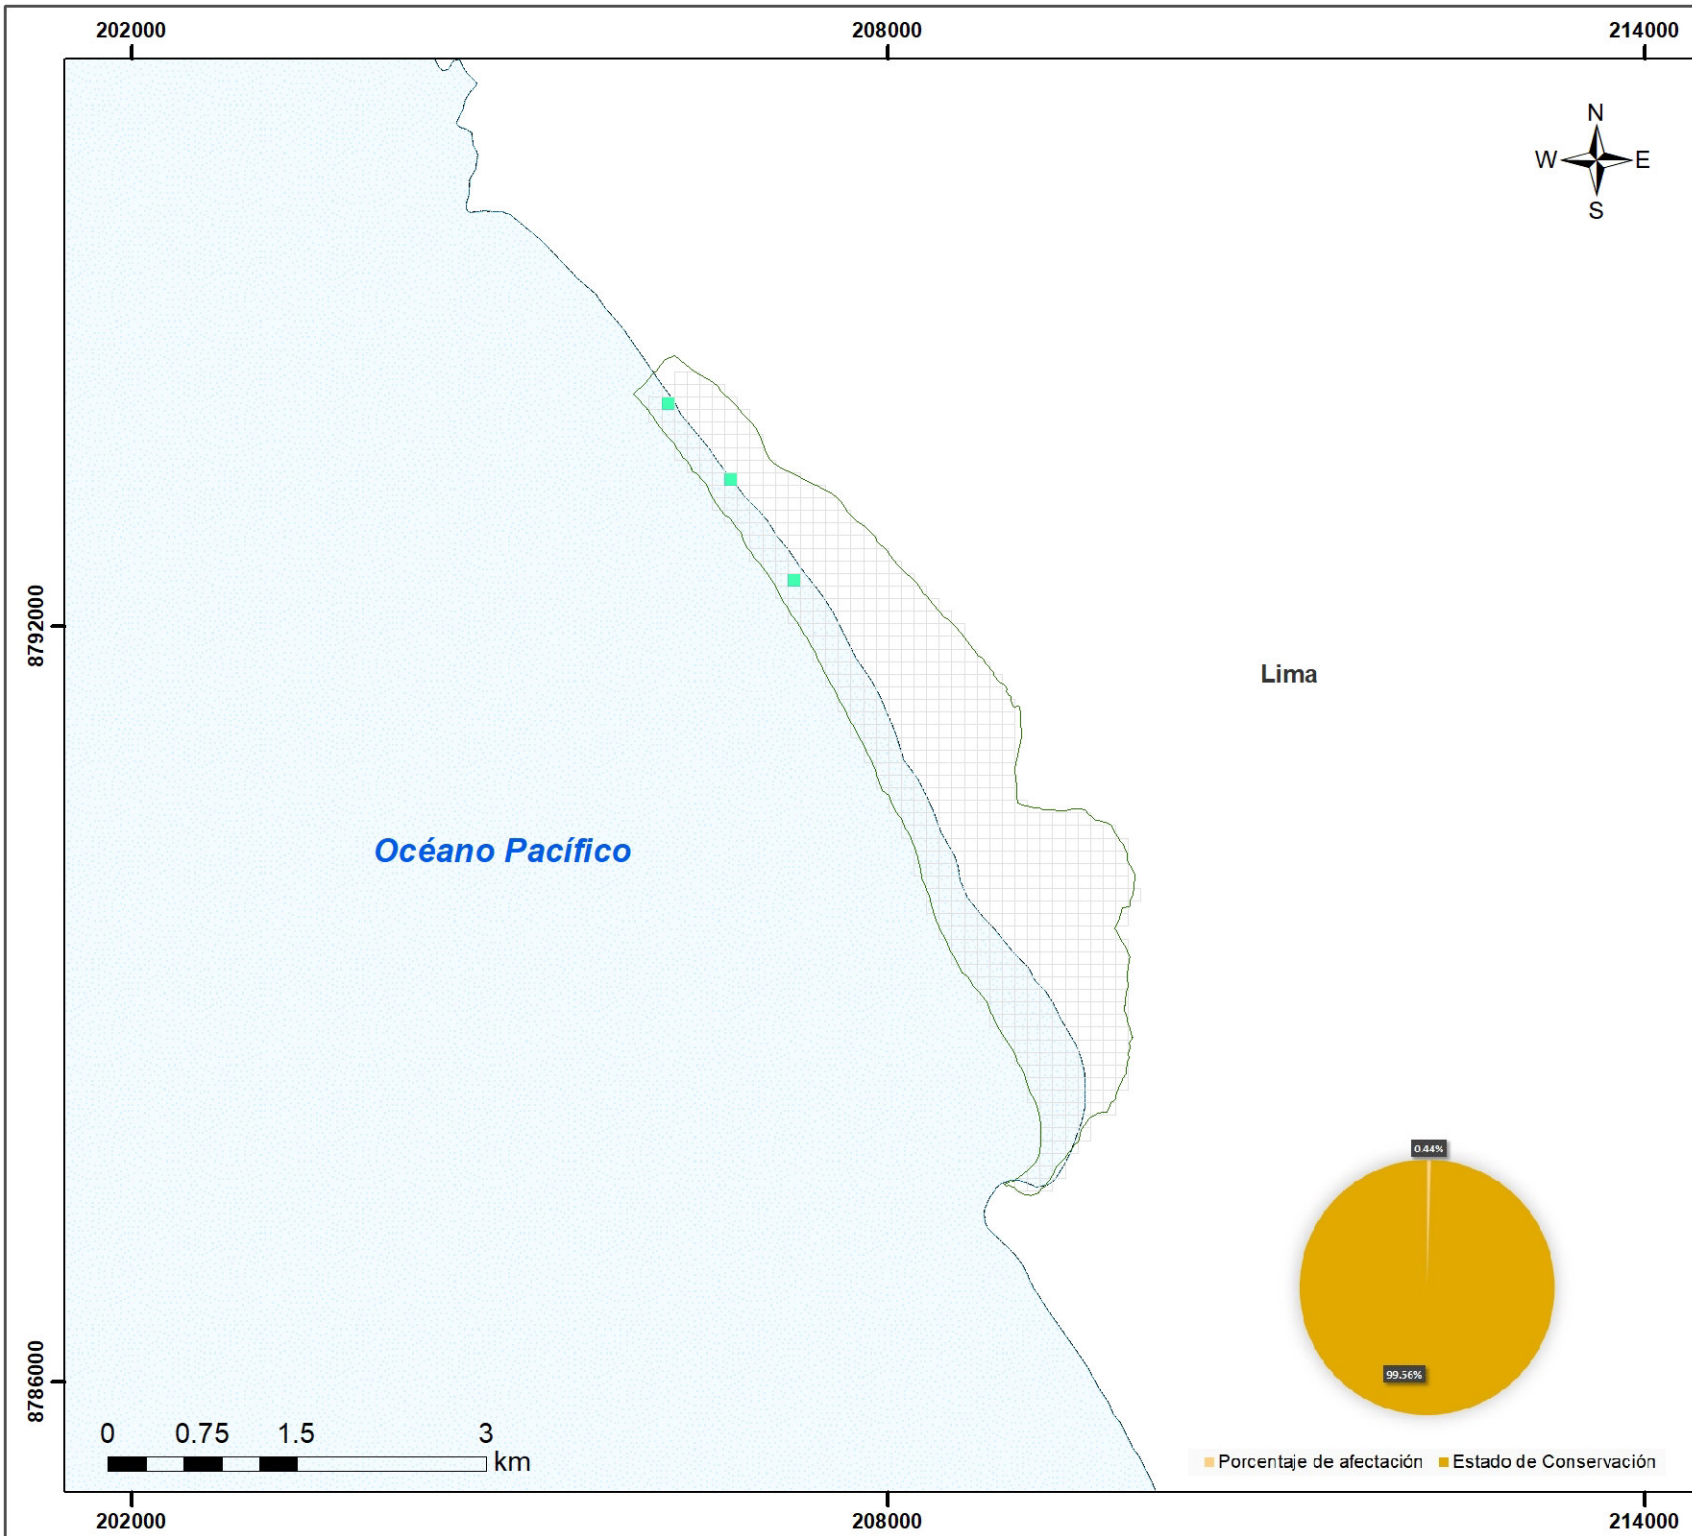 202000 208000 214000
N
W E
S
8792000
Lima
Océano Pacífico
0.44%
99.56%
8786000
0 0.75 1.5 3
km
Porcentaje de afectación Estado de Conservación
202000 208000 214000